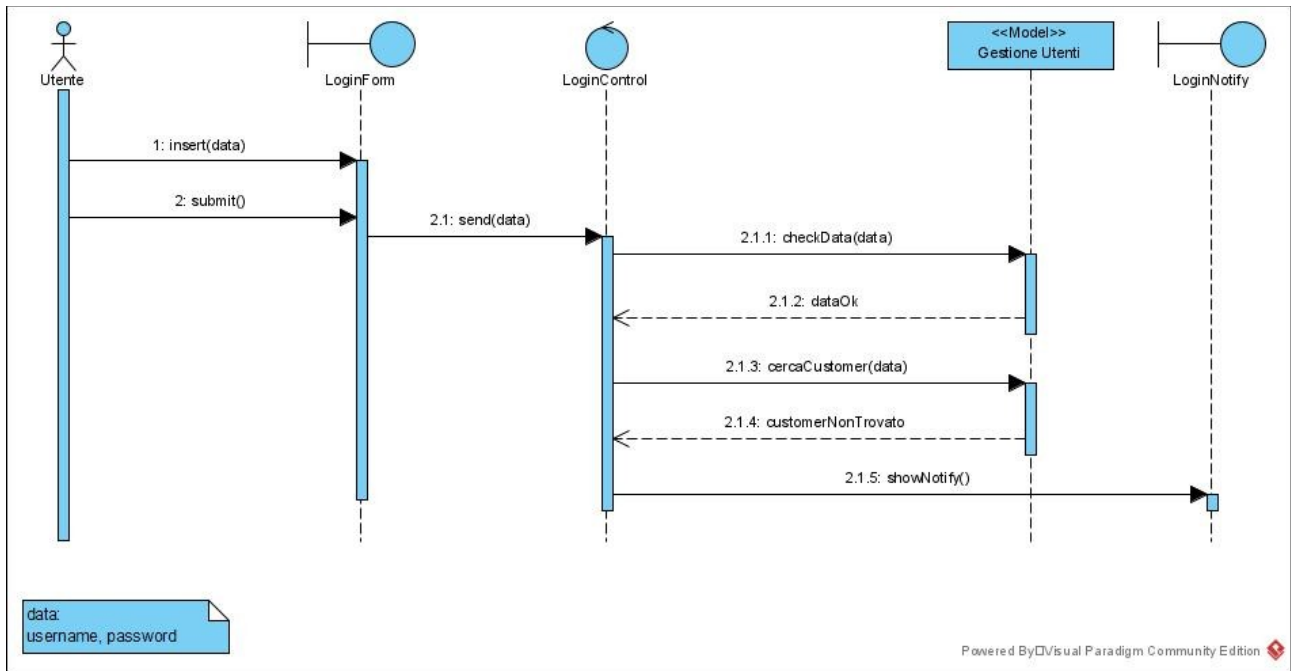 <<Model>>
Gestione Utenti
Utente
LoginForm
LoginControl
LoginNotify
1: insert(data)
2: submit()
2.1: send(data)
2.1.1: checkData(data)
2.1.2: dataOk
2.1.3: cercaCustomer(data)
2.1.4: customerNonTrovato
2.1.5: showNotify()
data:
username, password
Powered By□Visual Paradigm Community Edition